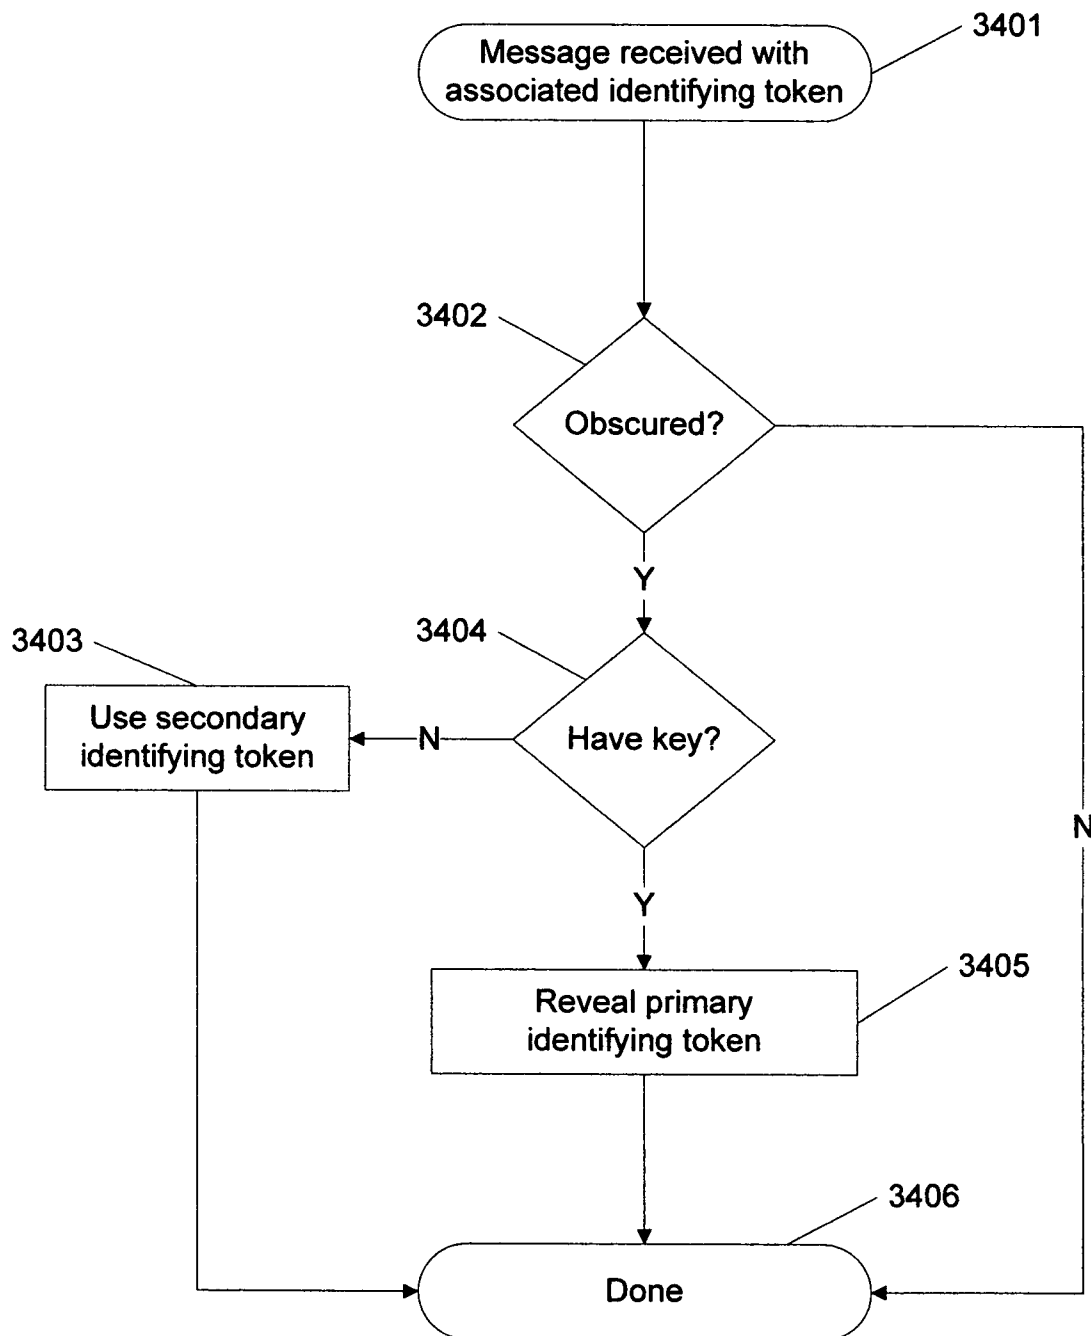 3401
Message received with
associated identifying token
3402
Obscured?
Y
3404
3403
Use secondary
identifying token
N
Have key?
N
Y
3405
Reveal primary
identifying token
3406
Done